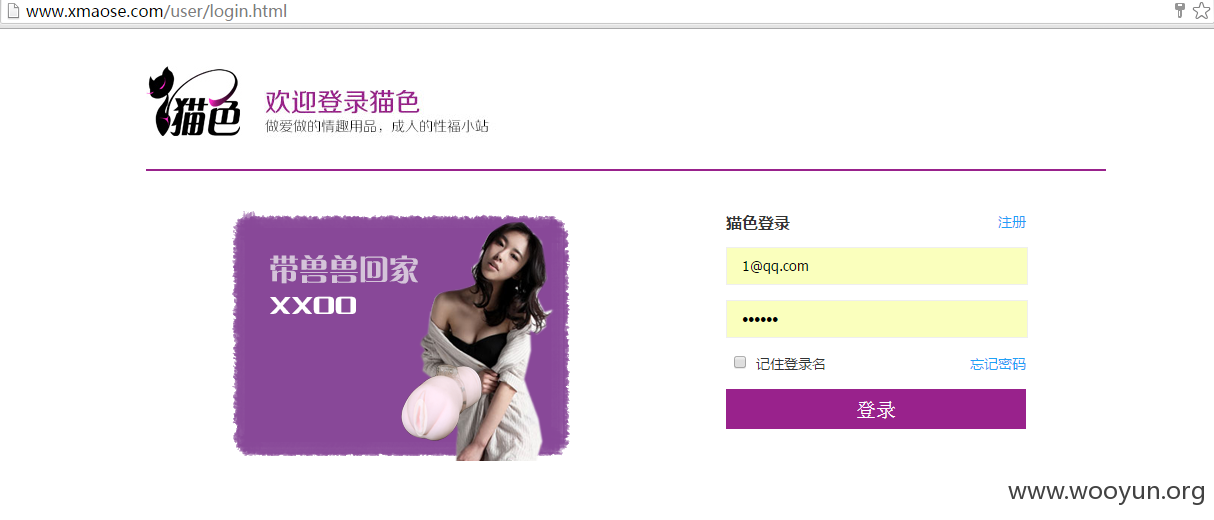 www.xmaose.com/user/login.html
猫色
欢迎登录猫色
做爱做的情趣用品，成人的性福小站
带兽兽回家
XXOO
猫色登录
注册
1@qq.com
••••••
记住登录名
忘记密码
登录
www.wooyun.org